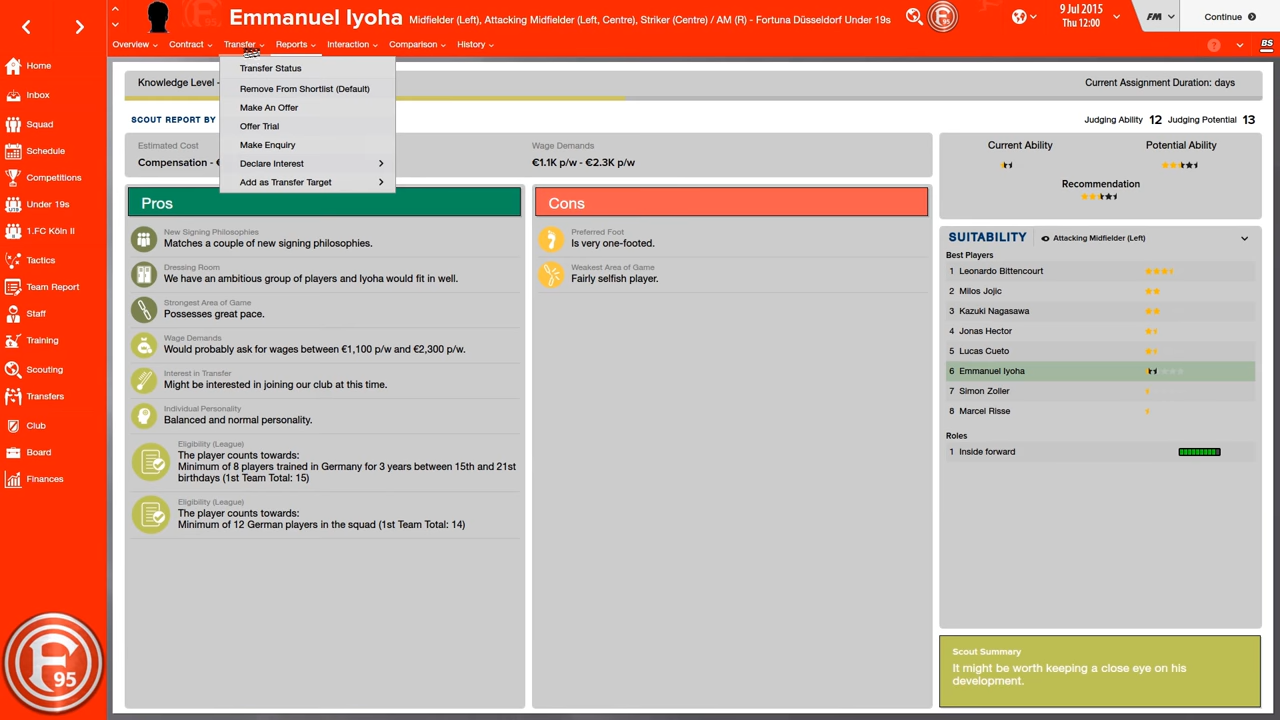 Emmanuel Iyoha
Midfielder (Left), Attacking Midfielder (Left, Centre), Striker (Centre) / AM (R) - Fortuna Düsseldorf Under 19s
9 Jul 2015
Thu 12:00
FM
Continue
Overview
Contract
Transfer
Reports
Interaction
Comparison
History
?
BS
Home
Inbox
Squad
Schedule
Competitions
Under 19s
1.FC Köln II
Tactics
Team Report
Staff
Training
Scouting
Transfers
Club
Board
Finances
F 95
Transfer Status
Remove From Shortlist (Default)
Make An Offer
Offer Trial
Make Enquiry
Declare Interest
Add as Transfer Target
Knowledge Level -
Current Assignment Duration: days
SCOUT REPORT BY
Judging Ability 12 Judging Potential 13
Estimated Cost
Compensation - €
Wage Demands
€1.1K p/w - €2.3K p/w
Current Ability
Potential Ability
Recommendation
Pros
New Signing Philosophies
Matches a couple of new signing philosophies.
Dressing Room
We have an ambitious group of players and Iyoha would fit in well.
Strongest Area of Game
Possesses great pace.
Wage Demands
Would probably ask for wages between €1,100 p/w and €2,300 p/w.
Interest in Transfer
Might be interested in joining our club at this time.
Individual Personality
Balanced and normal personality.
Eligibility (League)
The player counts towards:
Minimum of 8 players trained in Germany for 3 years between 15th and 21st
birthdays (1st Team Total: 15)
Eligibility (League)
The player counts towards:
Minimum of 12 German players in the squad (1st Team Total: 14)
Cons
Preferred Foot
Is very one-footed.
Weakest Area of Game
Fairly selfish player.
SUITABILITY
Attacking Midfielder (Left)
Best Players
1 Leonardo Bittencourt
2 Milos Jojic
3 Kazuki Nagasawa
4 Jonas Hector
5 Lucas Cueto
6 Emmanuel Iyoha
7 Simon Zoller
8 Marcel Risse
Roles
1 Inside forward
Scout Summary
It might be worth keeping a close eye on his
development.